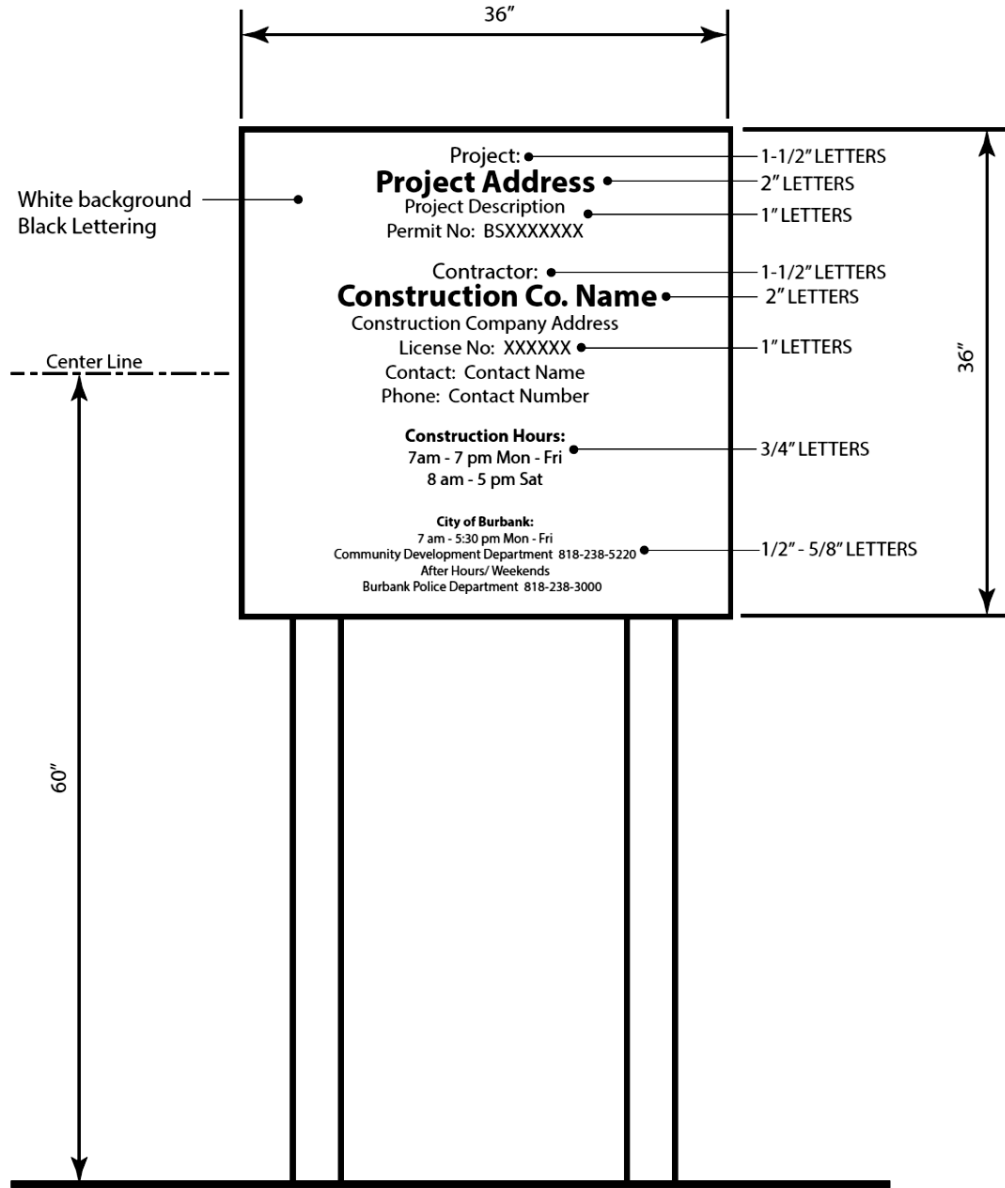 36”
Project:
1-1/2” LETTERS
Project Address
2” LETTERS
White background
Black Lettering
Project Description
1” LETTERS
Permit No: BSXXXXXXX
Contractor:
1-1/2” LETTERS
Construction Co. Name
2” LETTERS
Construction Company Address
License No: XXXXXX
1” LETTERS
Center Line
36”
Contact: Contact Name
Phone: Contact Number
Construction Hours:
3/4” LETTERS
7am - 7 pm Mon - Fri
8 am - 5 pm Sat
City of Burbank:
7 am - 5:30 pm Mon - Fri
Community Development Department 818-238-5220
1/2” - 5/8” LETTERS
After Hours/ Weekends
Burbank Police Department 818-238-3000
60”